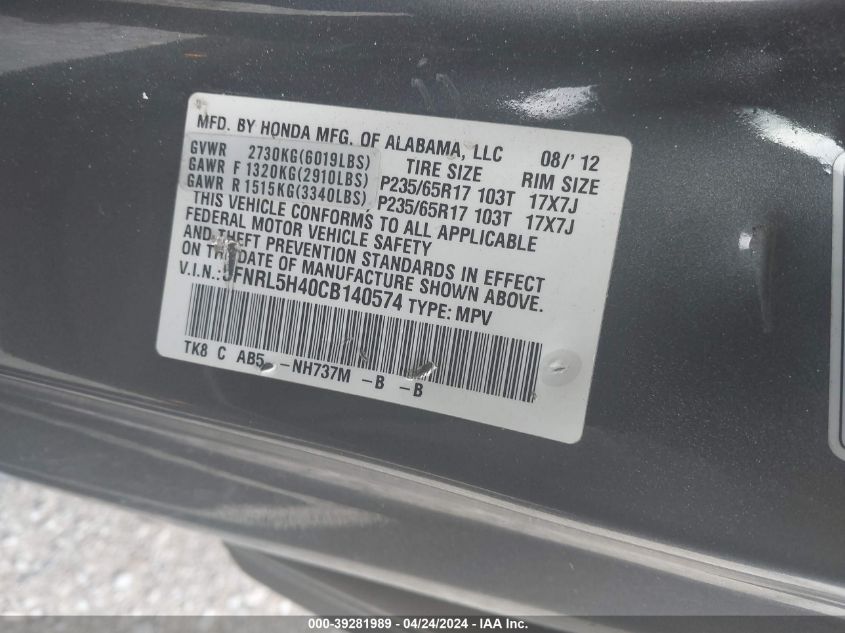 MFD. BY HONDA MFG. OF ALABAMA, LLC 08/' 12
GVWR 2730KG(6019LBS) TIRE SIZE RIM SIZE
GAWR F 1320KG(2910LBS) P235/65R17 103T 17X7J
GAWR R 1515KG(3340LBS) P235/65R17 103T 17X7J
THIS VEHICLE CONFORMS TO ALL APPLICABLE
FEDERAL MOTOR VEHICLE SAFETY
AND THEFT PREVENTION STANDARDS IN EFFECT
ON THE DATE OF MANUFACTURE SHOWN ABOVE.
V.I.N.:5FNRL5H40CB140574 TYPE: MPV
TK8 C AB5 -NH737M -B -B
000-39281989 - 04/24/2024 - IAA Inc.